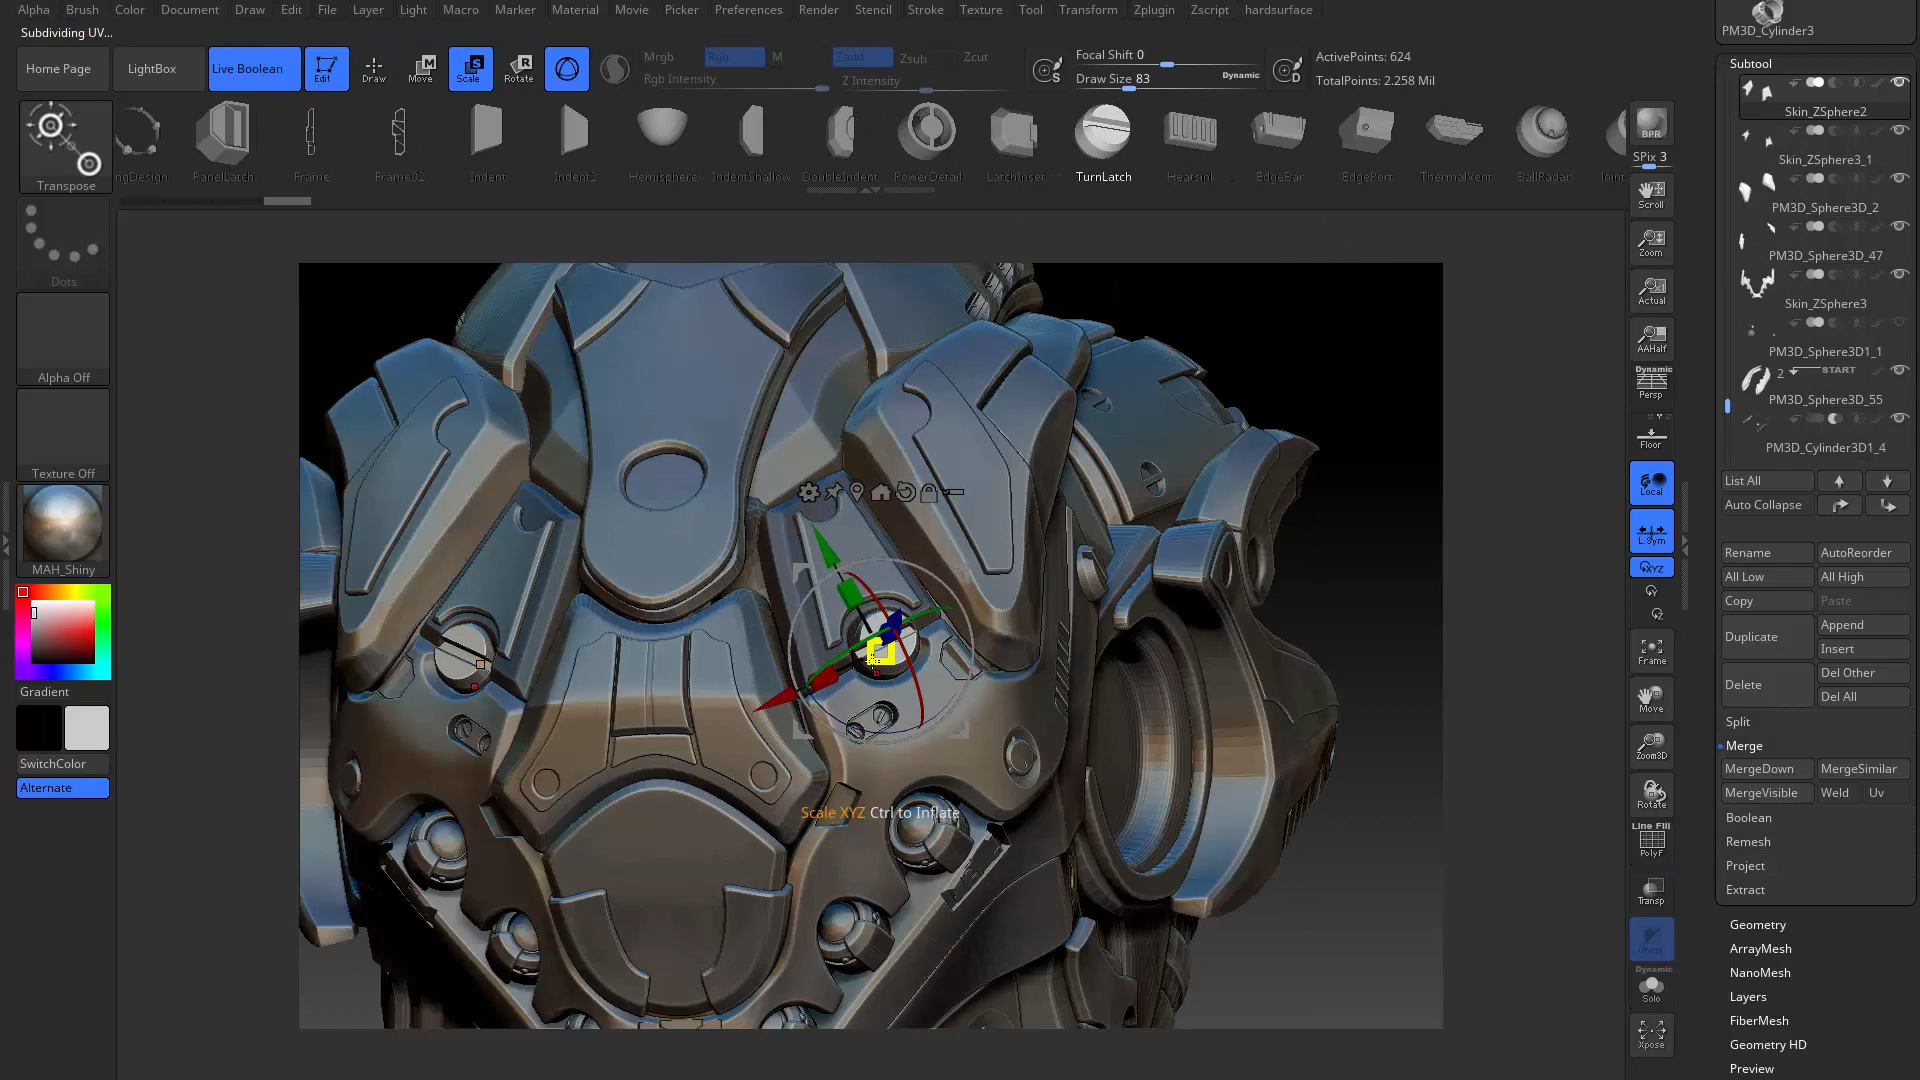 Alpha Brush Color Document Draw Edit File Layer Light Macro Marker Material Movie Picker Preferences Render Stencil Stroke Texture Tool Transform Zplugin Zscript hardsurface
Subdividing UV...
Home Page
LightBox
Live Boolean
Edit
Draw
Move
Scale
Rotate
Mrgb
Rgb
M
Rgb Intensity
Zadd
Zsub
Zcut
Z Intensity
S
Focal Shift 0
Draw Size 83
Dynamic
D
ActivePoints: 624
TotalPoints: 2.258 Mil
Transpose
ngDesign
PanelLatch
Frame
Frame02
Indent
Indent2
Hemisphere
IndentShallow
DoubleIndent
PowerDetail
LatchInset
TurnLatch
Heatsink
EdgeBar
EdgePort
ThermalVent
BallRadar
Joint
Dots
Alpha Off
Texture Off
MAH_Shiny
Gradient
SwitchColor
Alternate
Scale XYZ Ctrl to Inflate
BPR
SPix 3
Scroll
Zoom
Actual
AAHalf
Dynamic
Persp
Floor
Local
L.Sym
XYZ
Frame
Move
Zoom3D
Rotate
Line Fill
PolyF
Transp
Ghost
Dynamic
Solo
Xpose
PM3D_Cylinder3
Subtool
Skin_ZSphere2
Skin_ZSphere3_1
PM3D_Sphere3D_2
PM3D_Sphere3D_47
Skin_ZSphere3
PM3D_Sphere3D1_1
2 START
PM3D_Sphere3D_55
PM3D_Cylinder3D1_4
List All
Auto Collapse
Rename AutoReorder
All Low All High
Copy Paste
Duplicate Append
Insert
Delete Del Other
Del All
Split
Merge
MergeDown MergeSimilar
MergeVisible Weld Uv
Boolean
Remesh
Project
Extract
Geometry
ArrayMesh
NanoMesh
Layers
FiberMesh
Geometry HD
Preview